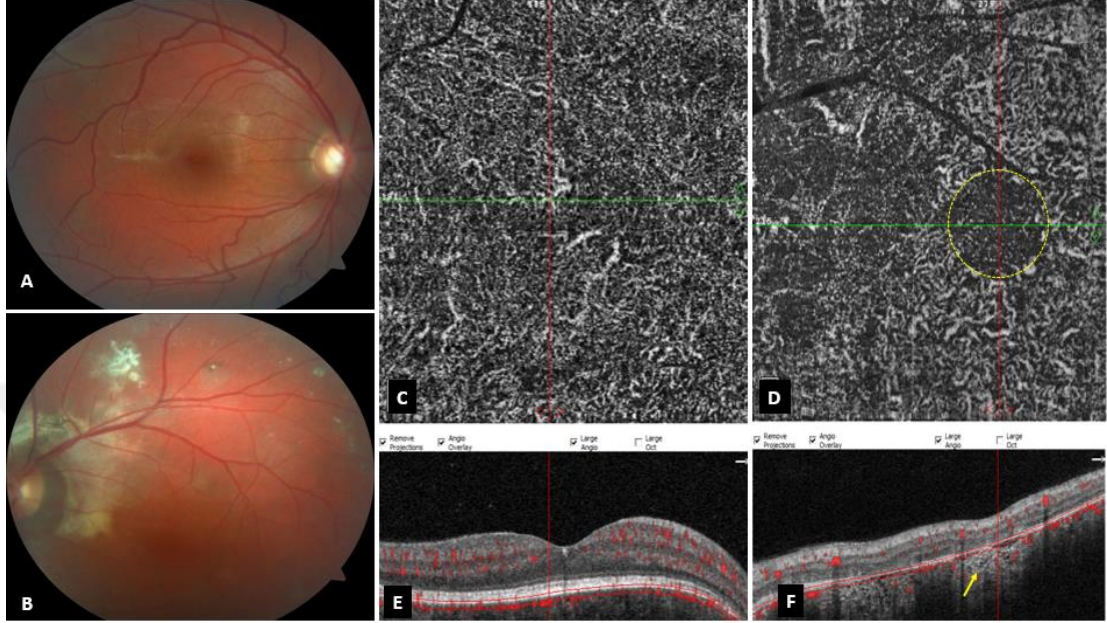 A
B
C
D
Remove Projections
Angio Overlay
Large Angio
Large Oct
Remove Projections
Angio Overlay
Large Angio
Large Oct
E
F